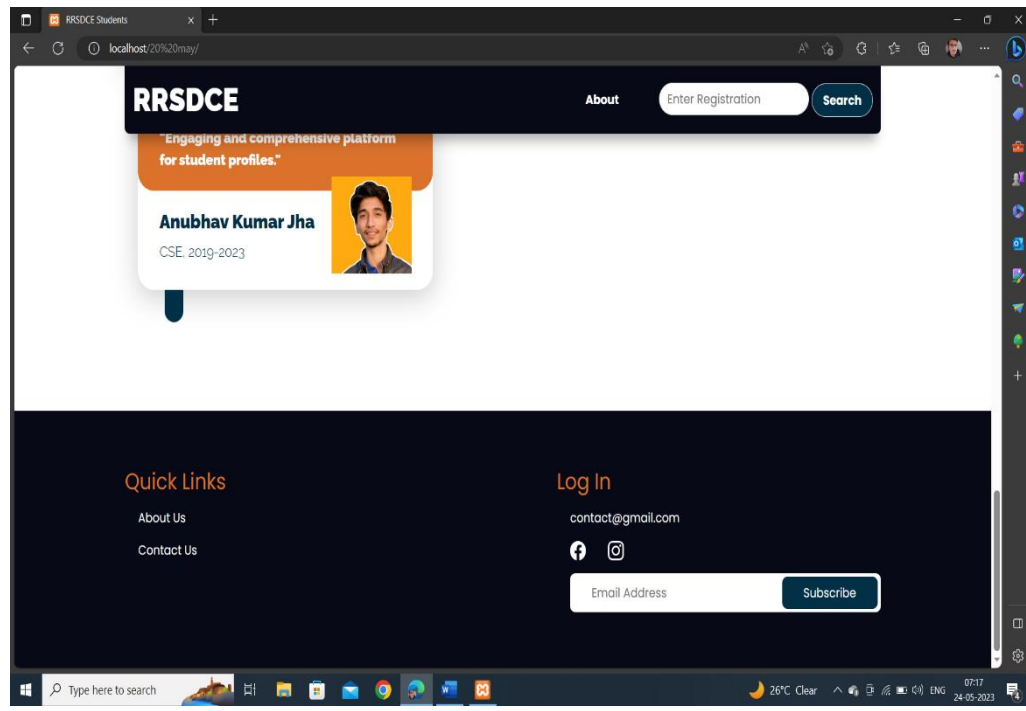 RRSDCE Students
localhost/20%20may/
RRSDCE
About
Enter Registration
Search
"Engaging and comprehensive platform
for student profiles."
Anubhav Kumar Jha
CSE, 2019-2023
Quick Links
About Us
Contact Us
Log In
contact@gmail.com
Email Address
Subscribe
Type here to search
26°C Clear
ENG
07:17
24-05-2023